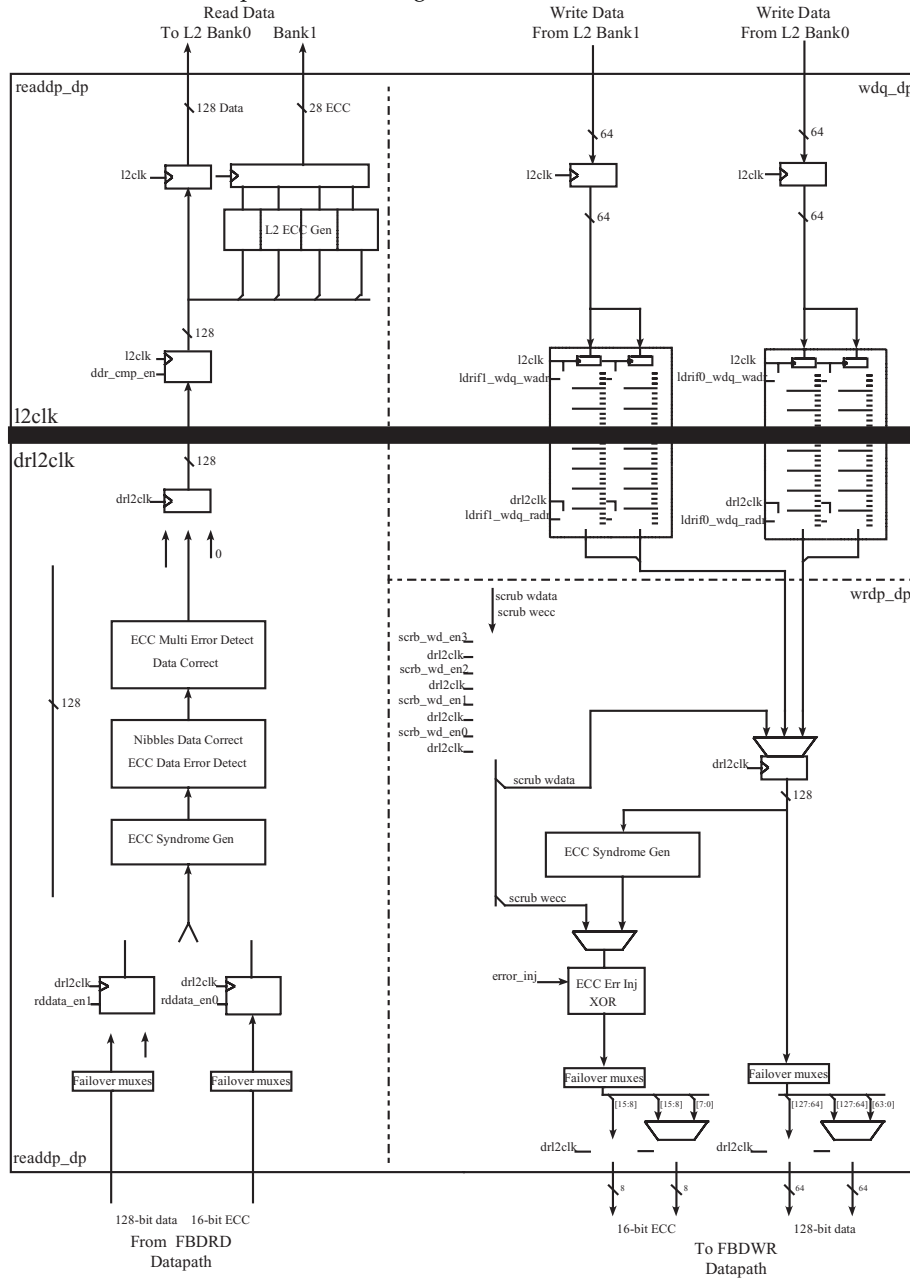 Read Data
To L2 Bank0 Bank1
Write Data
From L2 Bank1
Write Data
From L2 Bank0
readdp_dp
wdq_dp
128 Data
28 ECC
64
64
l2clk
l2clk
l2clk
L2 ECC Gen
64
64
128
l2clk
ddr_cmp_en
l2clk
ldrif1_wdq_wadr
l2clk
ldrif0_wdq_wadr
l2clk
drl2clk
128
drl2clk
drl2clk
ldrif1_wdq_radr
drl2clk
ldrif0_wdq_radr
0
wrdp_dp
scrub wdata
scrub wecc
ECC Multi Error Detect
Data Correct
scrb_wd_en3
drl2clk
scrb_wd_en2
drl2clk
scrb_wd_en1
drl2clk
scrb_wd_en0
drl2clk
128
Nibbles Data Correct
ECC Data Error Detect
drl2clk
scrub wdata
128
ECC Syndrome Gen
ECC Syndrome Gen
scrub wecc
drl2clk
rddata_en1
drl2clk
rddata_en0
error_inj
ECC Err Inj
XOR
Failover muxes
Failover muxes
Failover muxes
Failover muxes
[15:8]
[15:8]
[7:0]
[127:64]
[127:64]
[63:0]
drl2clk
drl2clk
readdp_dp
8
8
64
64
128-bit data
16-bit ECC
16-bit ECC
128-bit data
From FBDRD
Datapath
To FBDWR
Datapath